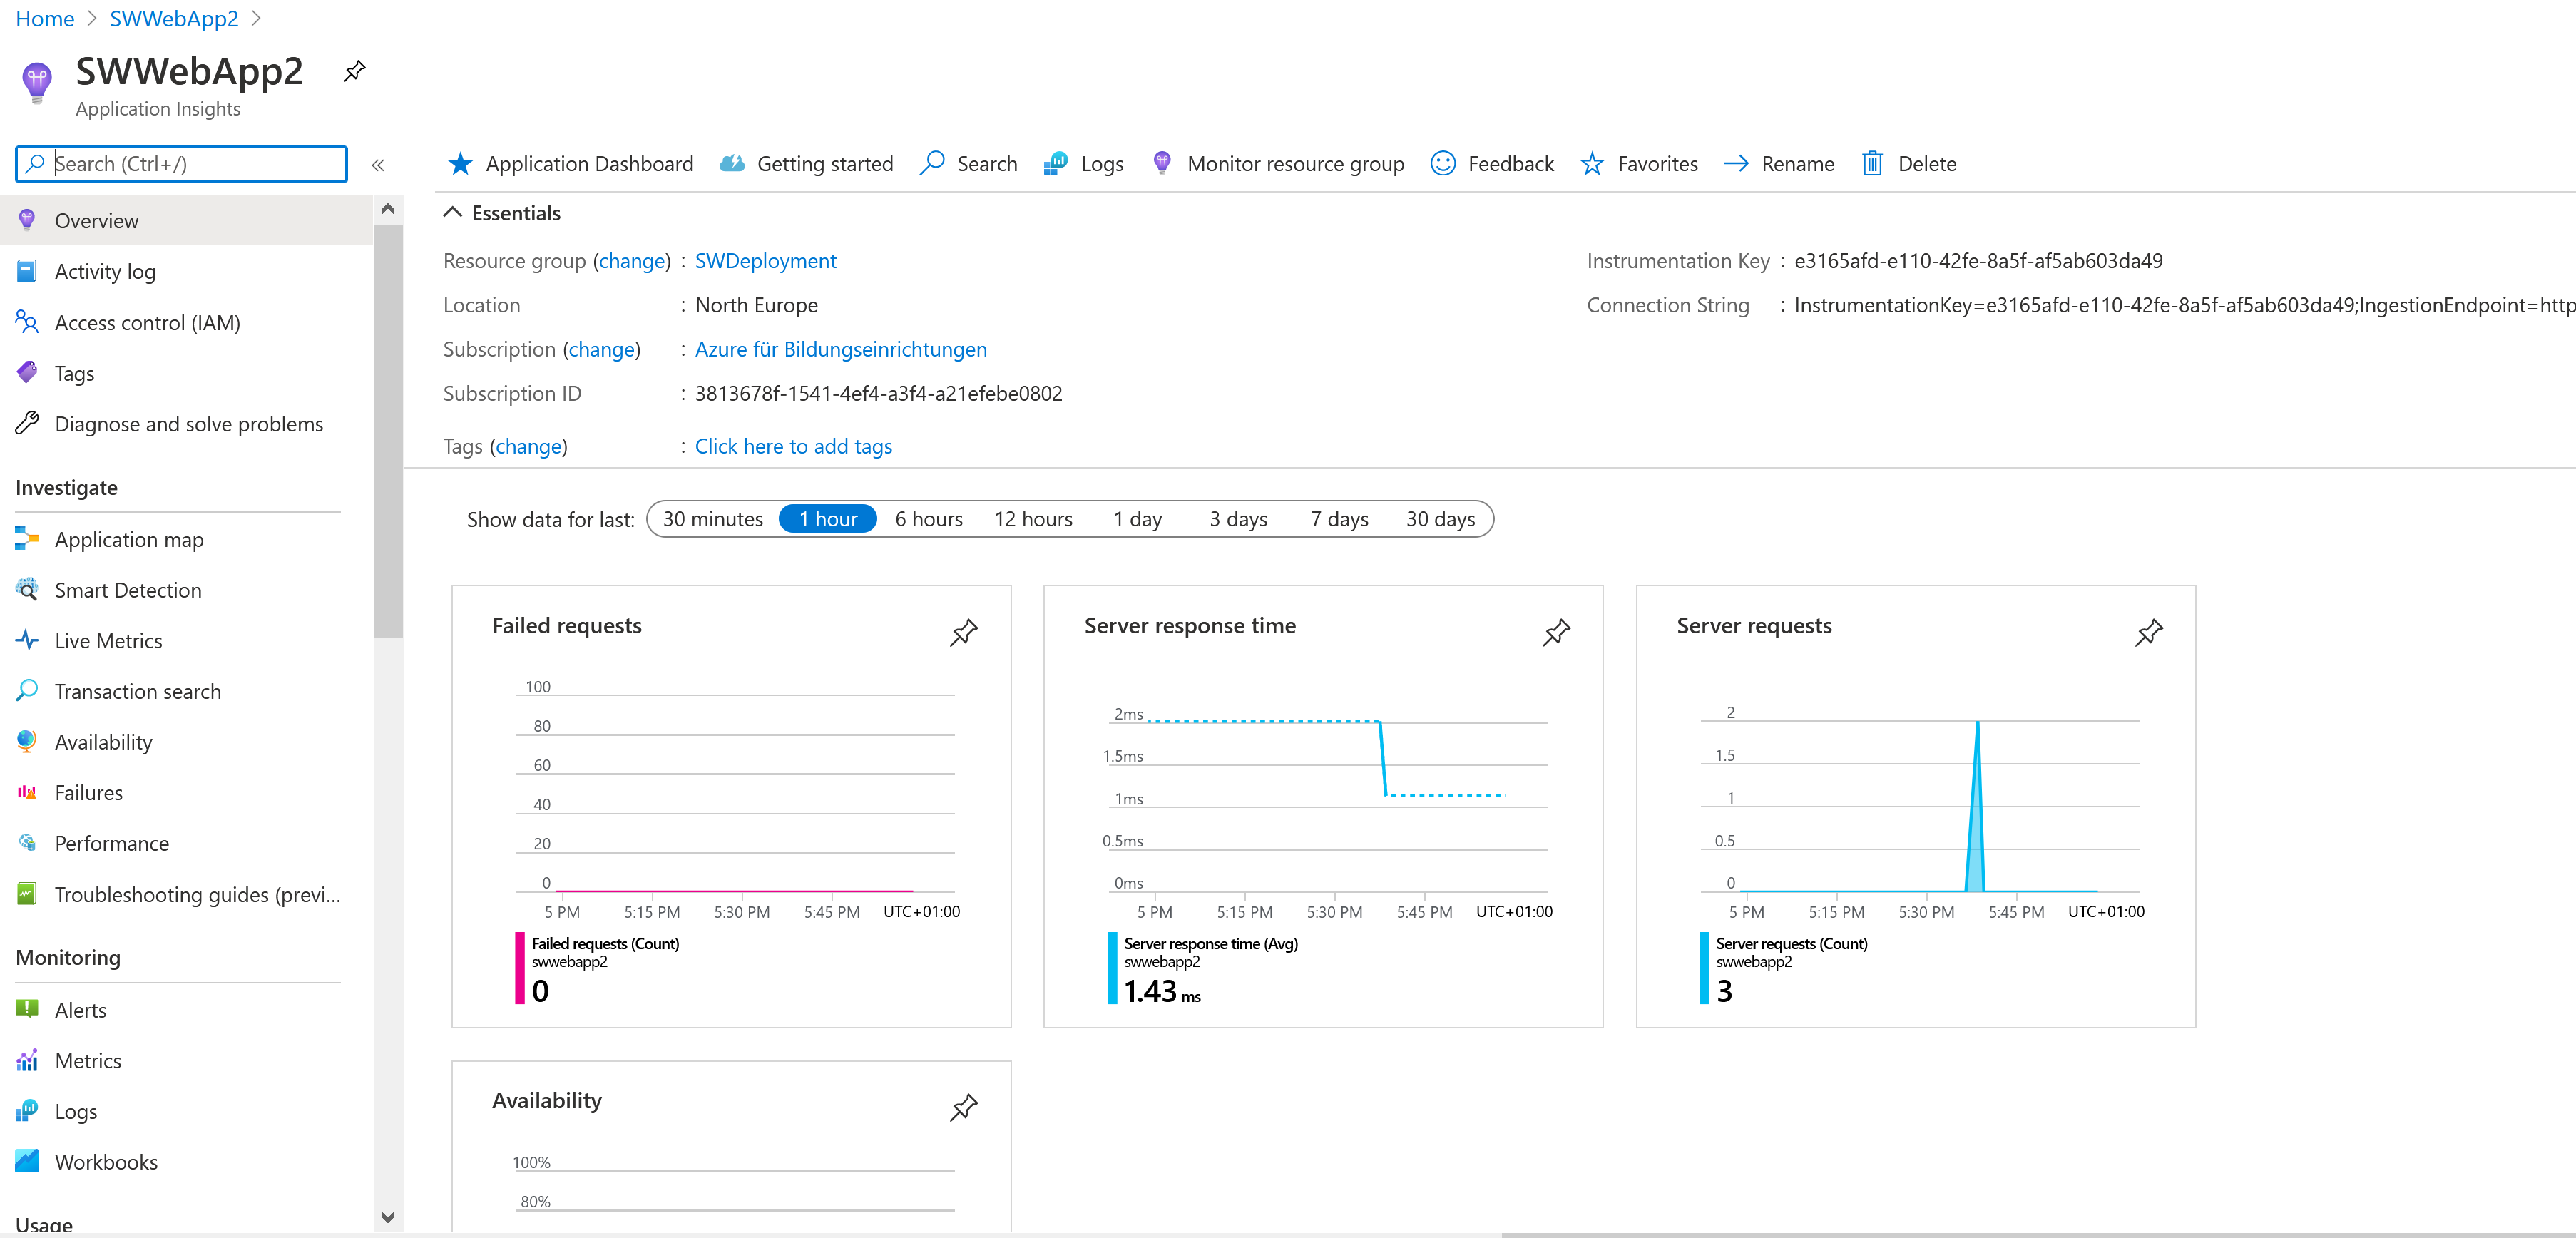 Home > SWWebApp2 >
SWWebApp2
Application Insights
Search (Ctrl+/)
«
Overview
Activity log
Access control (IAM)
Tags
Diagnose and solve problems
Investigate
Application map
Smart Detection
Live Metrics
Transaction search
Availability
Failures
Performance
Troubleshooting guides (previ...
Monitoring
Alerts
Metrics
Logs
Workbooks
Usage
Application Dashboard Getting started Search Logs Monitor resource group Feedback Favorites Rename Delete
Essentials
Resource group (change) : SWDeployment
Location : North Europe
Subscription (change) : Azure für Bildungseinrichtungen
Subscription ID : 3813678f-1541-4ef4-a3f4-a21efebe0802
Tags (change) : Click here to add tags
Instrumentation Key : e3165afd-e110-42fe-8a5f-af5ab603da49
Connection String : InstrumentationKey=e3165afd-e110-42fe-8a5f-af5ab603da49;IngestionEndpoint=http
Show data for last: 30 minutes 1 hour 6 hours 12 hours 1 day 3 days 7 days 30 days
Failed requests
100
80
60
40
20
0
5 PM 5:15 PM 5:30 PM 5:45 PM UTC+01:00
Failed requests (Count)
swwebapp2
0
Server response time
2ms
1.5ms
1ms
0.5ms
0ms
5 PM 5:15 PM 5:30 PM 5:45 PM UTC+01:00
Server response time (Avg)
swwebapp2
1.43 ms
Server requests
2
1.5
1
0.5
0
5 PM 5:15 PM 5:30 PM 5:45 PM UTC+01:00
Server requests (Count)
swwebapp2
3
Availability
100%
80%